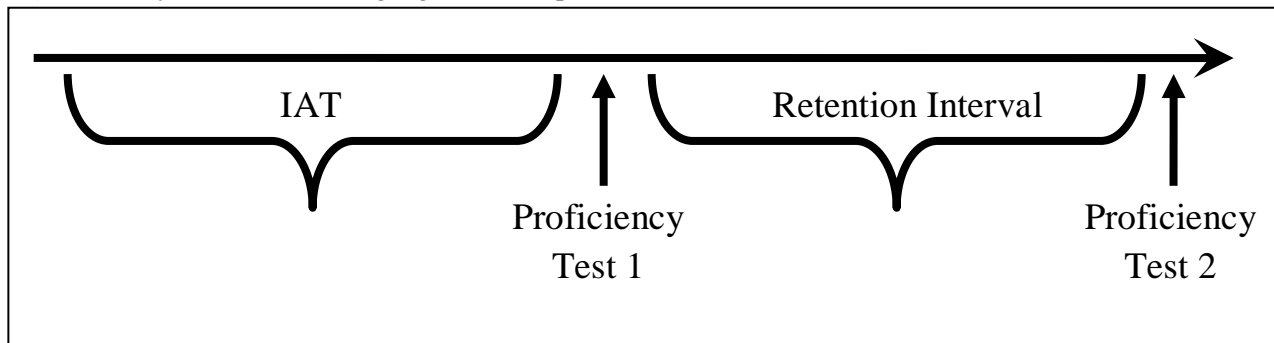 IAT
Retention Interval
Proficiency
Test 1
Proficiency
Test 2